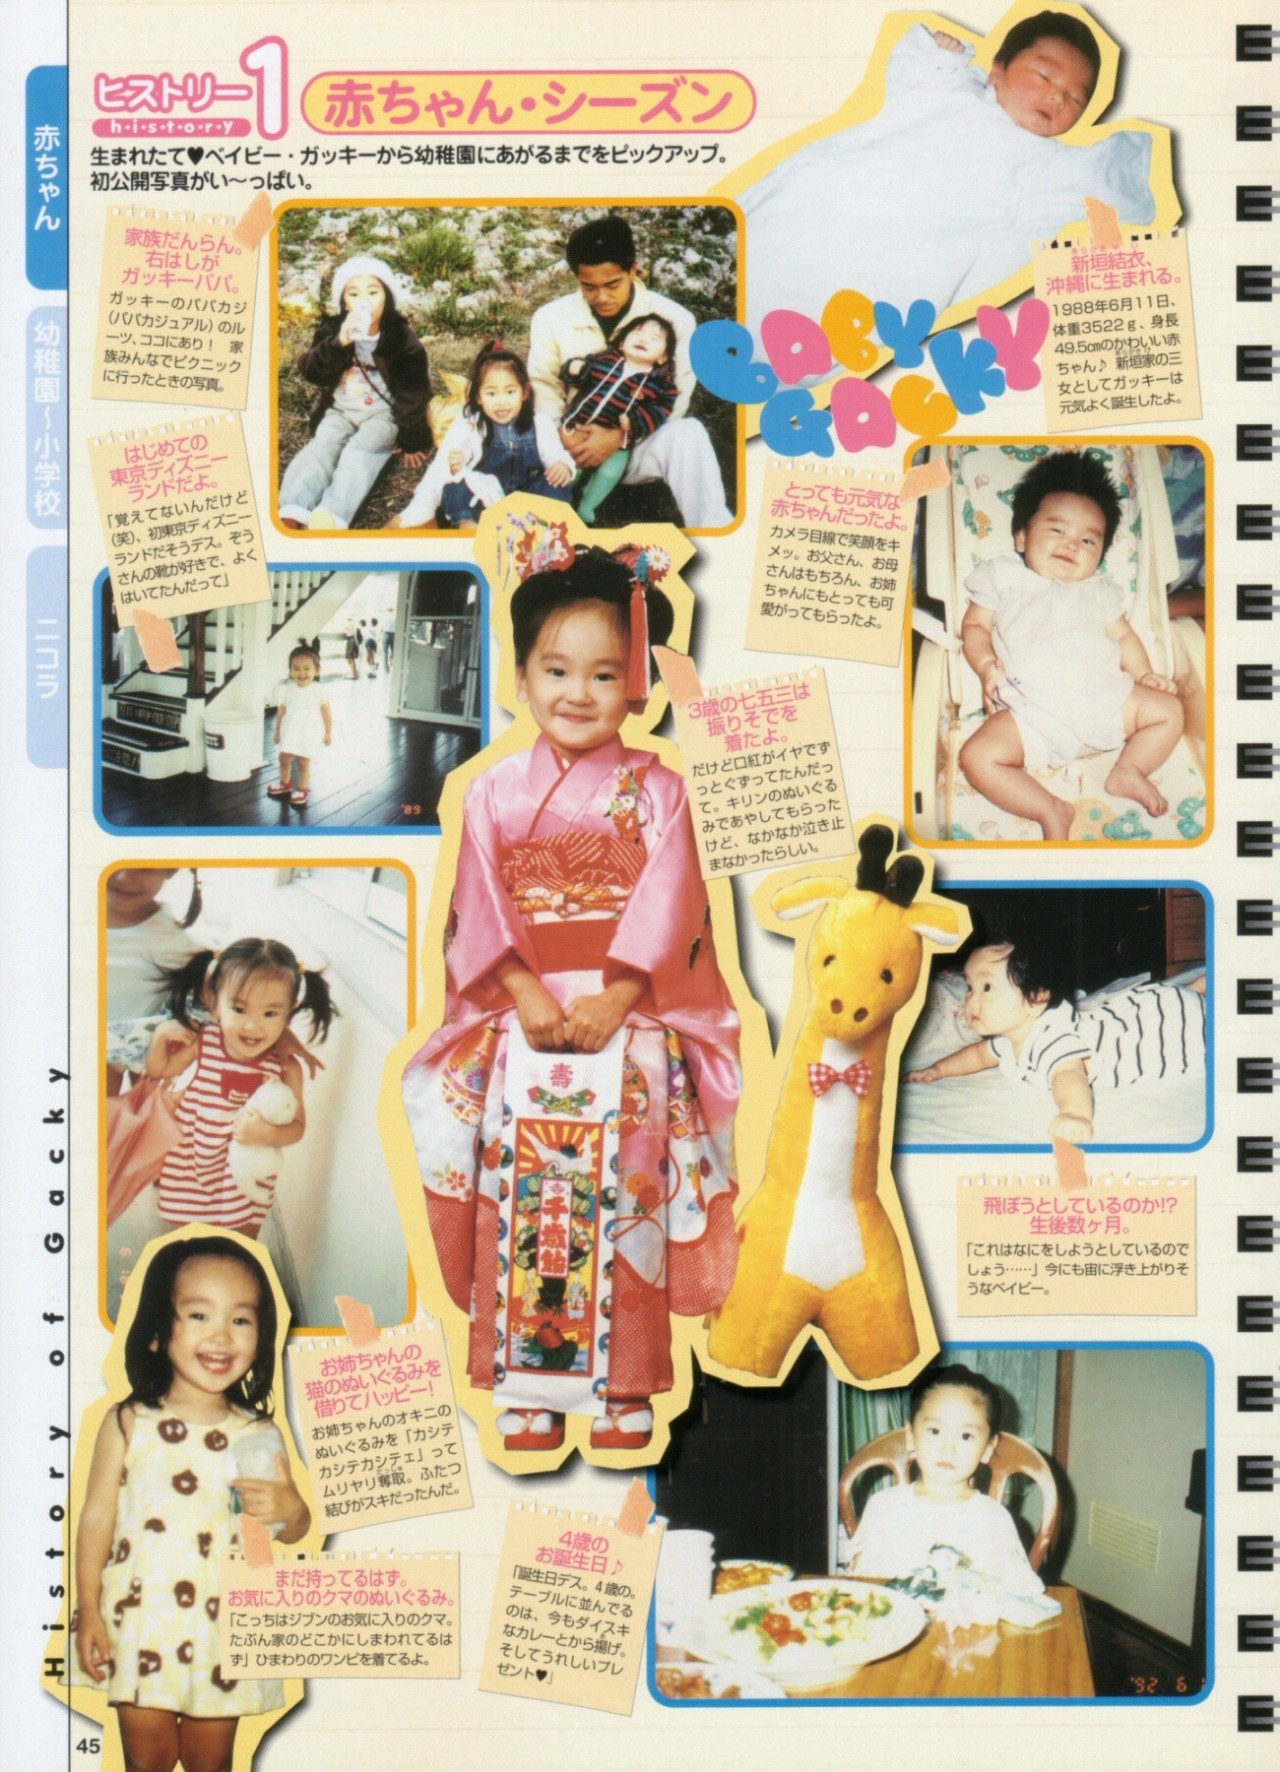 ヒストリー1
h・i・s・t・o・r・y
赤ちゃん・シーズン
生まれたて♥ベイビー・ガッキーから幼稚園にあがるまでをピックアップ。
初公開写真がい〜っぱい。
赤ちゃん
幼稚園〜小学校
ニコラ
家族だんらん。
右はしが
ガッキーパパ。
ガッキーのパパカジ
(パパカジュアル)のル
ーツ、ココにあり! 家
族みんなでピクニック
に行ったときの写真。
BABY
GACKY
あらがきゆい
新垣結衣、
沖縄に生まれる。
1988年6月11日、
体重3522g、身長
49.5㎝のかわいい赤
ちゃん♪ 新垣家の三
女としてガッキーは
元気よく誕生したよ。
はじめての
東京ディズニー
ランドだよ。
「覚えてないんだけど
(笑)、初東京ディズニー
ランドだそうデス。ぞう
さんの靴が好きで、よく
はいてたんだって」
'89
とっても元気な
赤ちゃんだったよ。
カメラ目線で笑顔をキ
メッ。お父さん、お母
さんはもちろん、お姉
ちゃんにもとっても可
愛がってもらったよ。
3歳の七五三は
振りそでを
着たよ。
だけど口紅がイヤでず
っとぐずってたんだっ
て。キリンのぬいぐる
みであやしてもらった
けど、なかなか泣き止
まなかったらしい。
壽
千歳飴
飛ぼうとしているのか!?
生後数ヶ月。
「これはなにをしようとしているので
しょう……」今にも宙に浮き上がりそ
うなベイビー。
お姉ちゃんの
猫のぬいぐるみを
借りてハッピー!
お姉ちゃんのオキニの
ぬいぐるみを「カシテ
カシテカシテェ」って
ムリヤリ奪取。ふたつ
結びがスキだったんだ。
4歳の
お誕生日♪
「誕生日デス。4歳の。
テーブルに並んでる
のは、今もダイスキ
なカレーとから揚げ。
そしてうれしいプレ
ゼント♥」
'92 6
まだ持ってるはず。
お気に入りのクマのぬいぐるみ。
「こっちはジブンのお気に入りのクマ。
たぶん家のどこかにしまわれてるは
ず」ひまわりのワンピを着てるよ。
History of Gacky
45